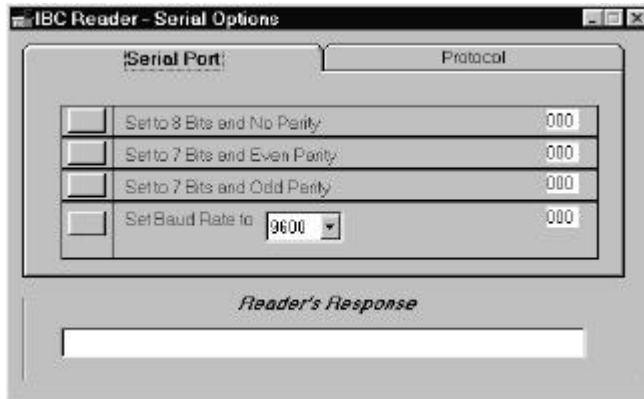 IBC Reader - Serial Options
Serial Port
Protocol
Set to 8 Bits and No Parity 000
Set to 7 Bits and Even Parity 000
Set to 7 Bits and Odd Parity 000
Set Baud Rate to 9600 000
Reader's Response